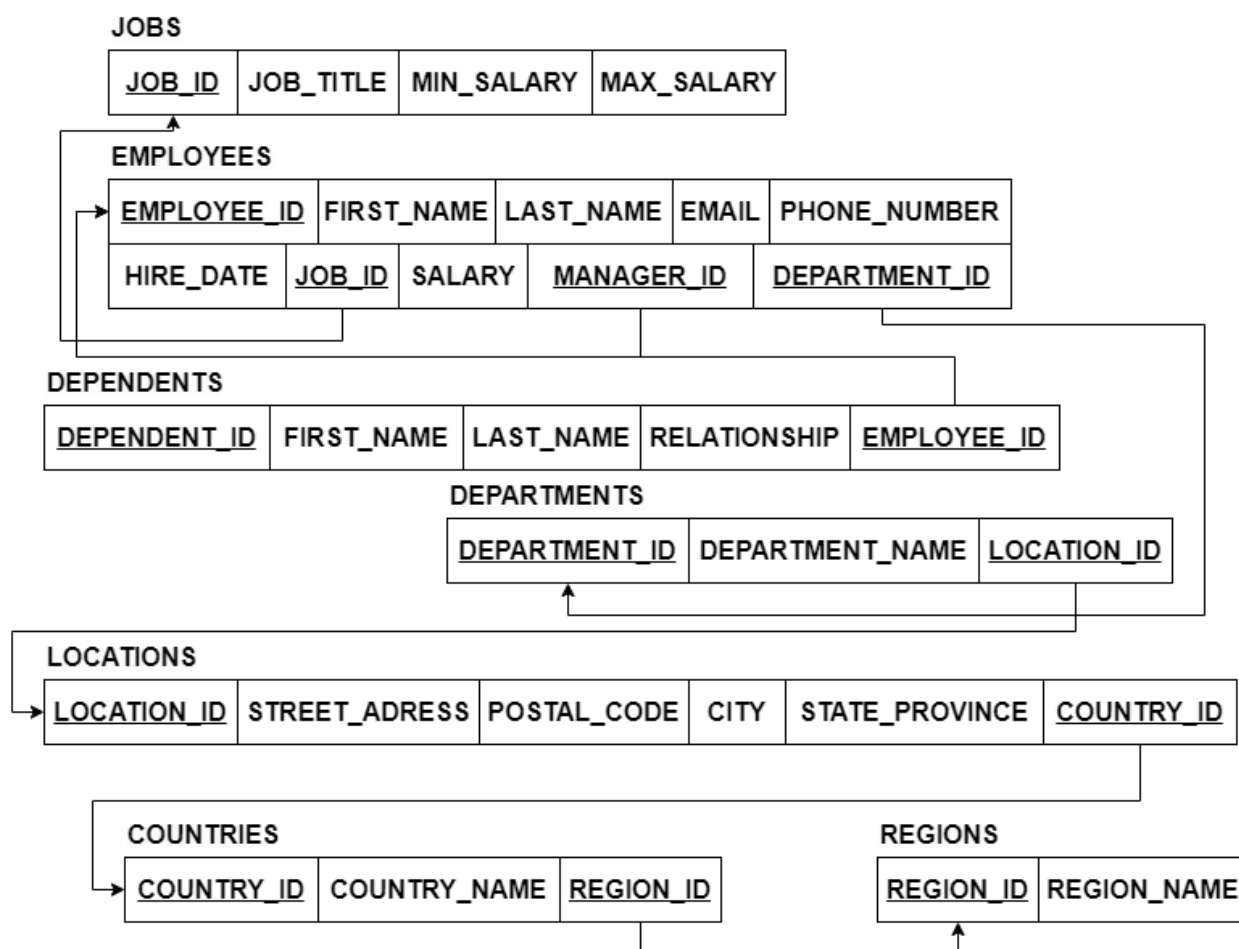 JOBS
JOB_ID JOB_TITLE MIN_SALARY MAX_SALARY
EMPLOYEES
EMPLOYEE_ID FIRST_NAME LAST_NAME EMAIL PHONE_NUMBER
HIRE_DATE JOB_ID SALARY MANAGER_ID DEPARTMENT_ID
DEPENDENTS
DEPENDENT_ID FIRST_NAME LAST_NAME RELATIONSHIP EMPLOYEE_ID
DEPARTMENTS
DEPARTMENT_ID DEPARTMENT_NAME LOCATION_ID
LOCATIONS
LOCATION_ID STREET_ADRESS POSTAL_CODE CITY STATE_PROVINCE COUNTRY_ID
COUNTRIES REGIONS
COUNTRY_ID COUNTRY_NAME REGION_ID REGION_ID REGION_NAME